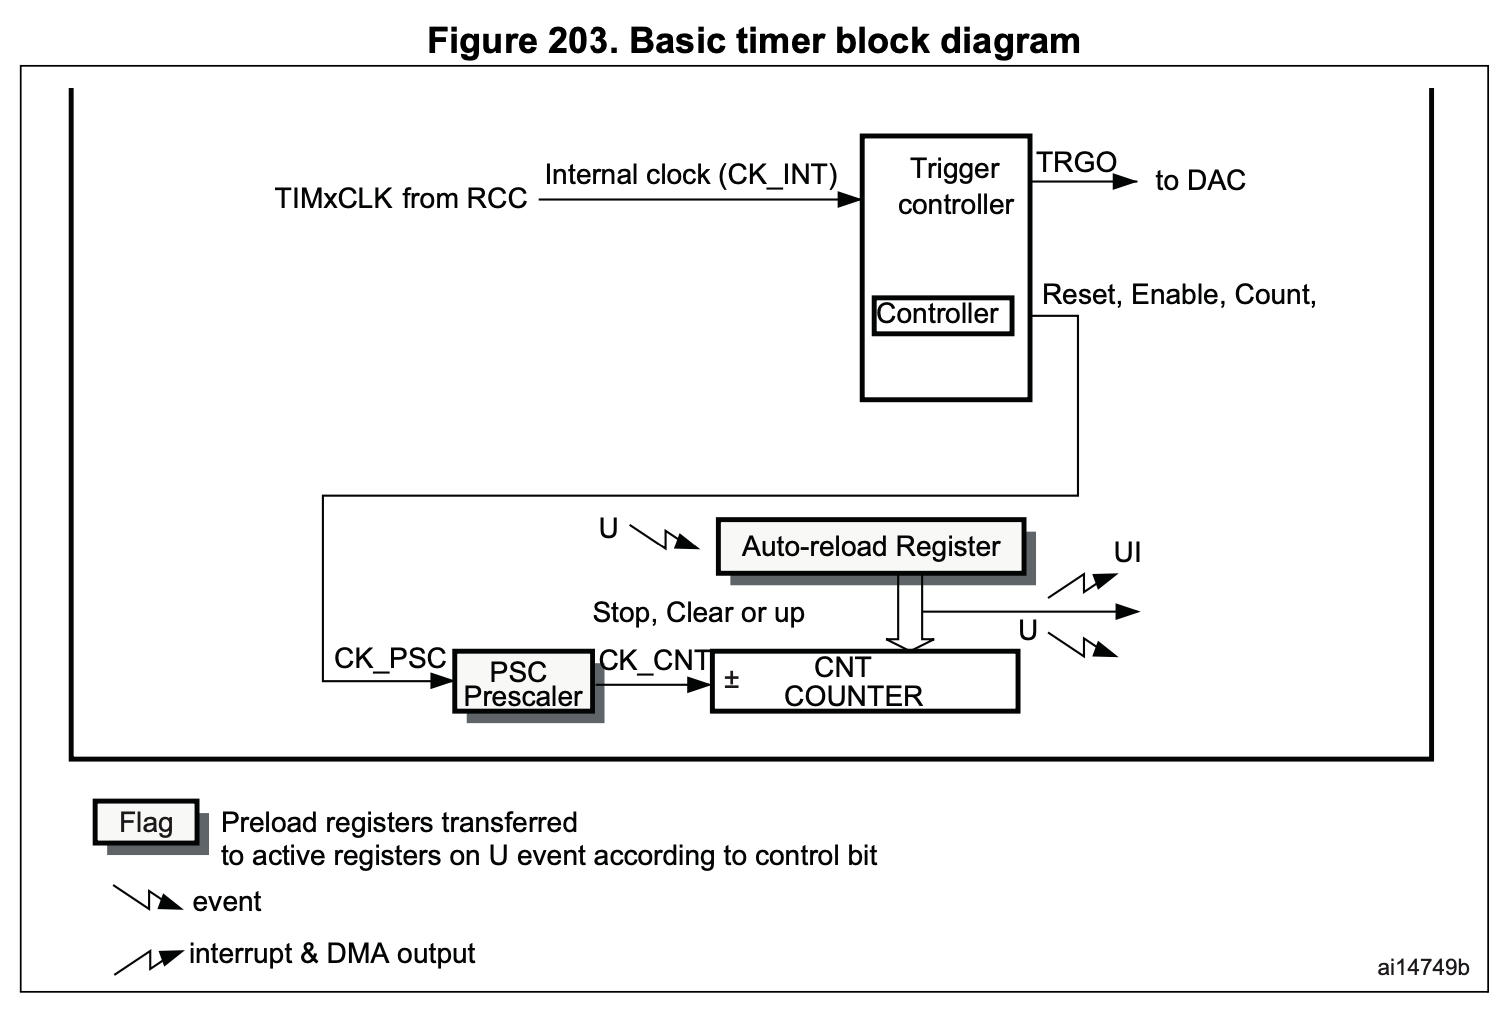 Figure 203. Basic timer block diagram
Trigger
controller
TRGO
to DAC
Internal clock (CK_INT)
TIMxCLK from RCC
Controller
Reset, Enable, Count,
U
Auto-reload Register
UI
Stop, Clear or up
U
CK_PSC
PSC
Prescaler
CK_CNT
±
CNT
COUNTER
Flag
Preload registers transferred
to active registers on U event according to control bit
event
interrupt & DMA output
ai14749b